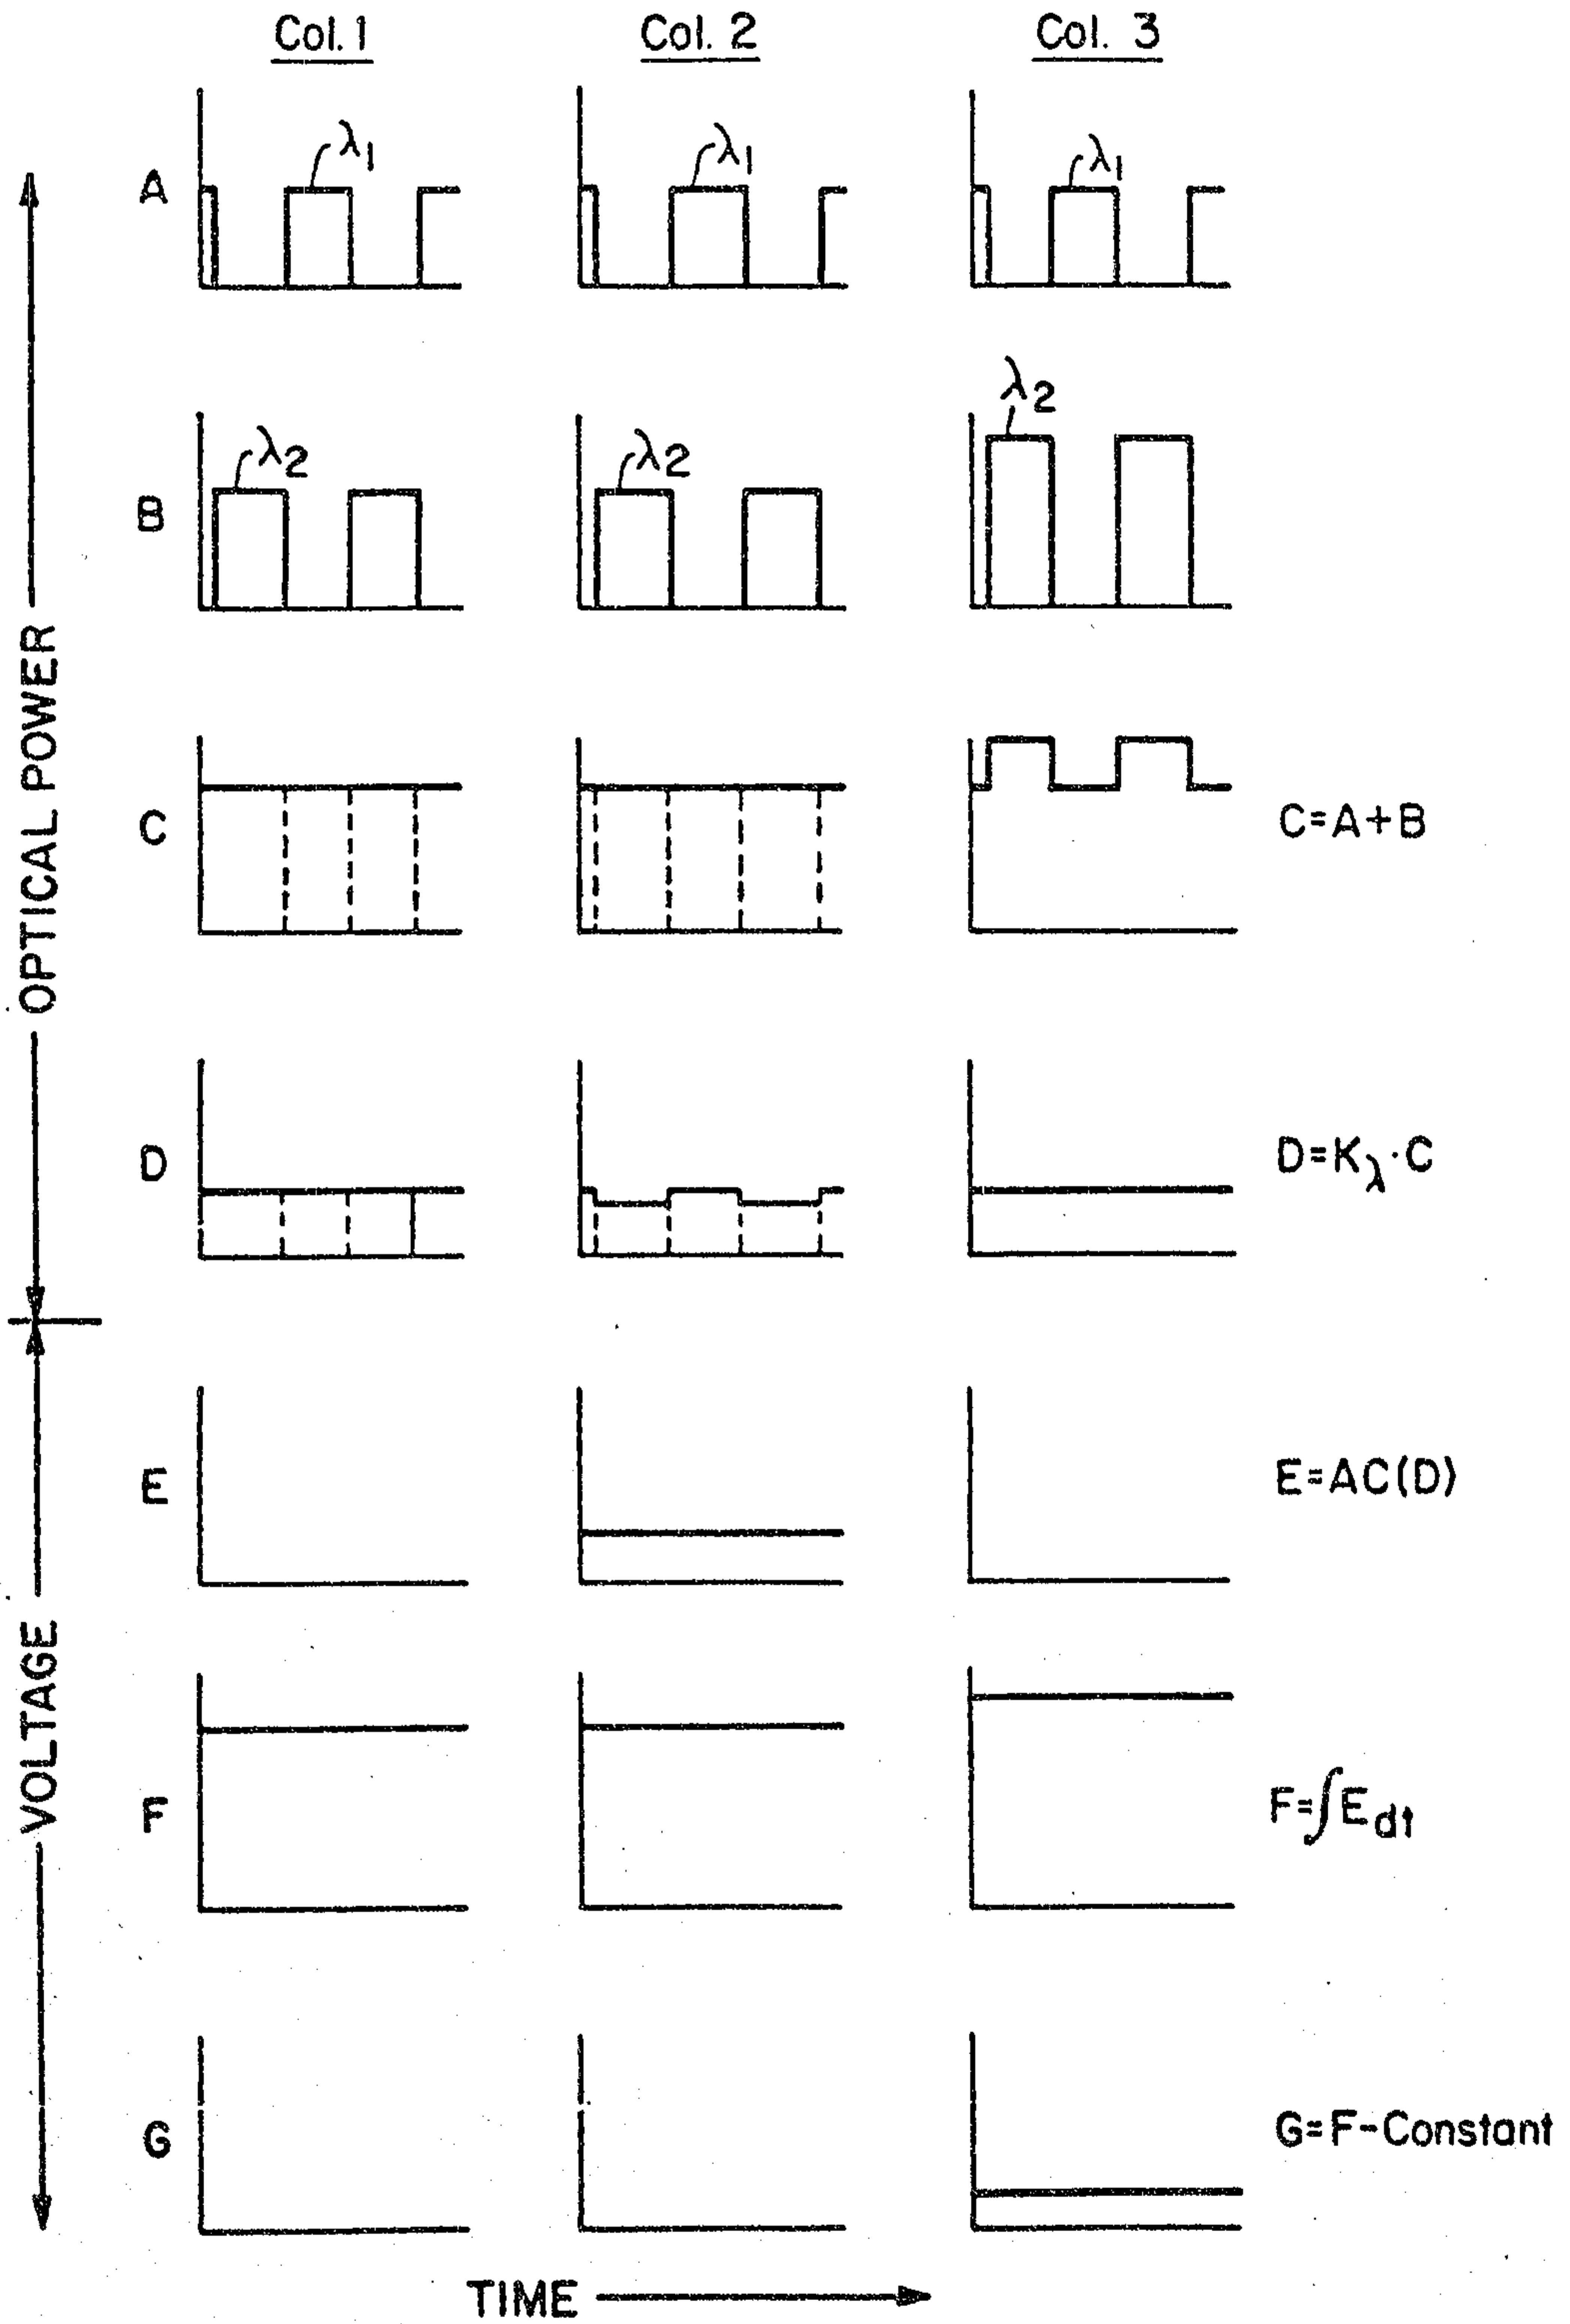 Col. 1 Col. 2 Col. 3
A λ1 λ1 λ1
B λ2 λ2 λ2
C C=A+B
D D=Kλ·C
E E=AC(D)
F F=∫Edt
G G=F-Constant
OPTICAL POWER
VOLTAGE
TIME